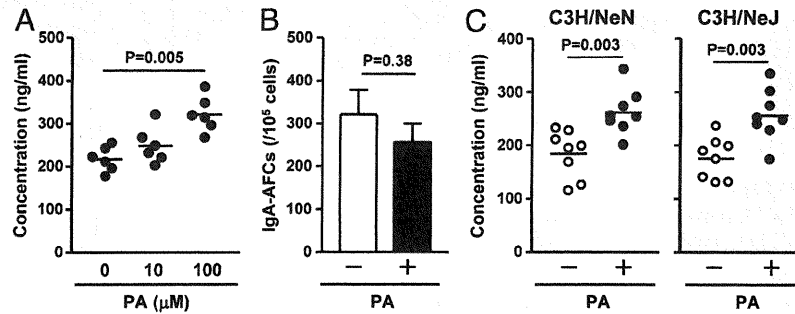 A
Concentration (ng/ml)
500
400
300
200
100
0
P=0.005
0 10 100
PA (μM)
B
IgA-AFCs (/10⁵ cells)
500
400
300
200
100
0
P=0.38
− +
PA
C
C3H/NeN C3H/NeJ
Concentration (ng/ml)
400
300
200
100
0
P=0.003 P=0.003
− + − +
PA PA